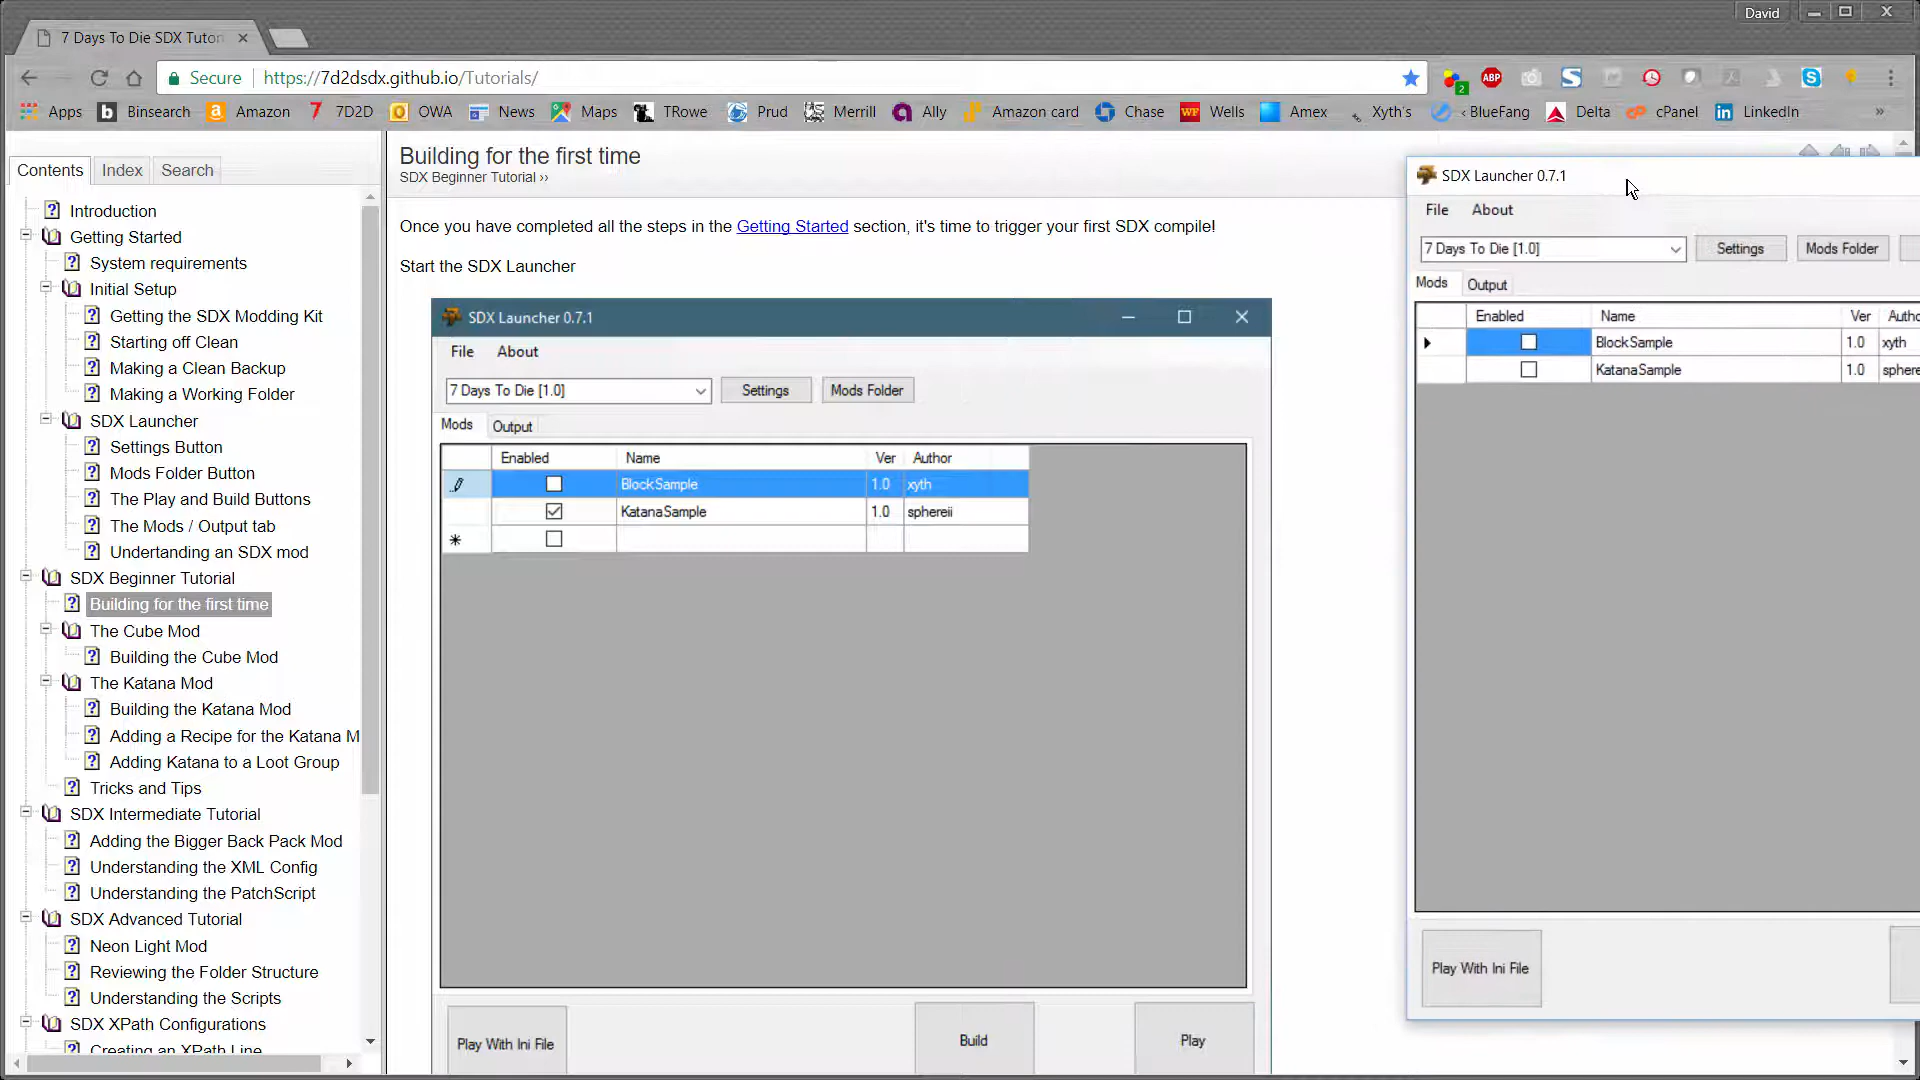 David
7 Days To Die SDX Tutor
Secure
https://7d2dsdx.github.io/Tutorials/
ABP
2
Apps
Binsearch
Amazon
7D2D
OWA
News
Maps
TRowe
Prud
Merrill
Ally
Amazon card
Chase
Wells
Amex
Xyth's
BlueFang
Delta
cPanel
LinkedIn
Contents
Index
Search
Introduction
Getting Started
System requirements
Initial Setup
Getting the SDX Modding Kit
Starting off Clean
Making a Clean Backup
Making a Working Folder
SDX Launcher
Settings Button
Mods Folder Button
The Play and Build Buttons
The Mods / Output tab
Undertanding an SDX mod
SDX Beginner Tutorial
Building for the first time
The Cube Mod
Building the Cube Mod
The Katana Mod
Building the Katana Mod
Adding a Recipe for the Katana M
Adding Katana to a Loot Group
Tricks and Tips
SDX Intermediate Tutorial
Adding the Bigger Back Pack Mod
Understanding the XML Config
Understanding the PatchScript
SDX Advanced Tutorial
Neon Light Mod
Reviewing the Folder Structure
Understanding the Scripts
SDX XPath Configurations
Creating an XPath Line
Building for the first time
SDX Beginner Tutorial ››
Once you have completed all the steps in the Getting Started section, it's time to trigger your first SDX compile!
Start the SDX Launcher
SDX Launcher 0.7.1
File About
7 Days To Die [1.0] Settings Mods Folder
Mods Output
Enabled Name Ver Author
BlockSample 1.0 xyth
KatanaSample 1.0 sphereii
Play With Ini File Build Play
SDX Launcher 0.7.1
File About
7 Days To Die [1.0] Settings Mods Folder
Mods Output
Enabled Name Ver Autho
BlockSample 1.0 xyth
KatanaSample 1.0 sphere
Play With Ini File